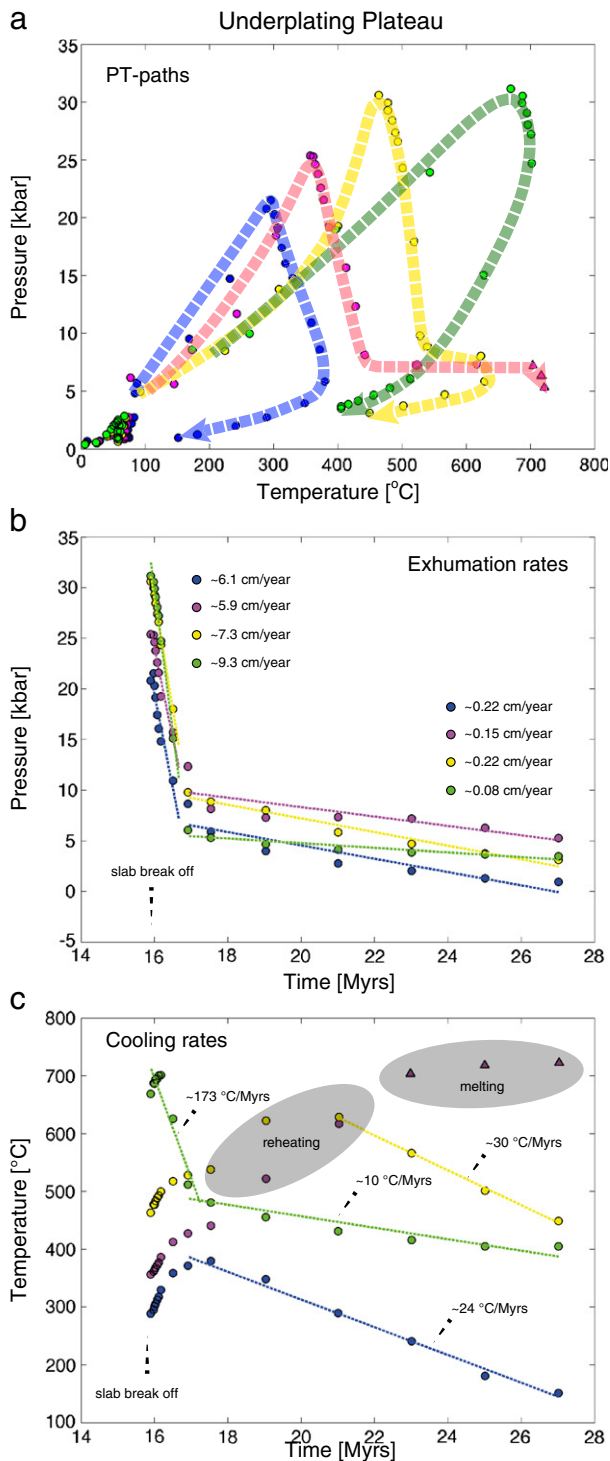 a Underplating Plateau
35
30
25
20
15
10
5
0
Pressure [kbar]
PT-paths
0 100 200 300 400 500 600 700 800
Temperature [°C]
b
35
30
25
20
15
10
5
0
-5
Pressure [kbar]
Exhumation rates
~6.1 cm/year
~5.9 cm/year
~7.3 cm/year
~9.3 cm/year
~0.22 cm/year
~0.15 cm/year
~0.22 cm/year
~0.08 cm/year
slab break off
14 16 18 20 22 24 26 28
Time [Myrs]
c
800
700
600
500
400
300
200
100
Temperature [°C]
Cooling rates
melting
~173 °C/Myrs
reheating
~30 °C/Myrs
~10 °C/Myrs
~24 °C/Myrs
slab break off
14 16 18 20 22 24 26 28
Time [Myrs]